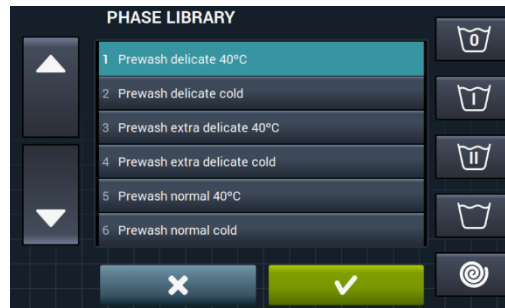 PHASE LIBRARY
1 Prewash delicate 40ºC
2 Prewash delicate cold
3 Prewash extra delicate 40ºC
4 Prewash extra delicate cold
5 Prewash normal 40ºC
6 Prewash normal cold
0
I
II